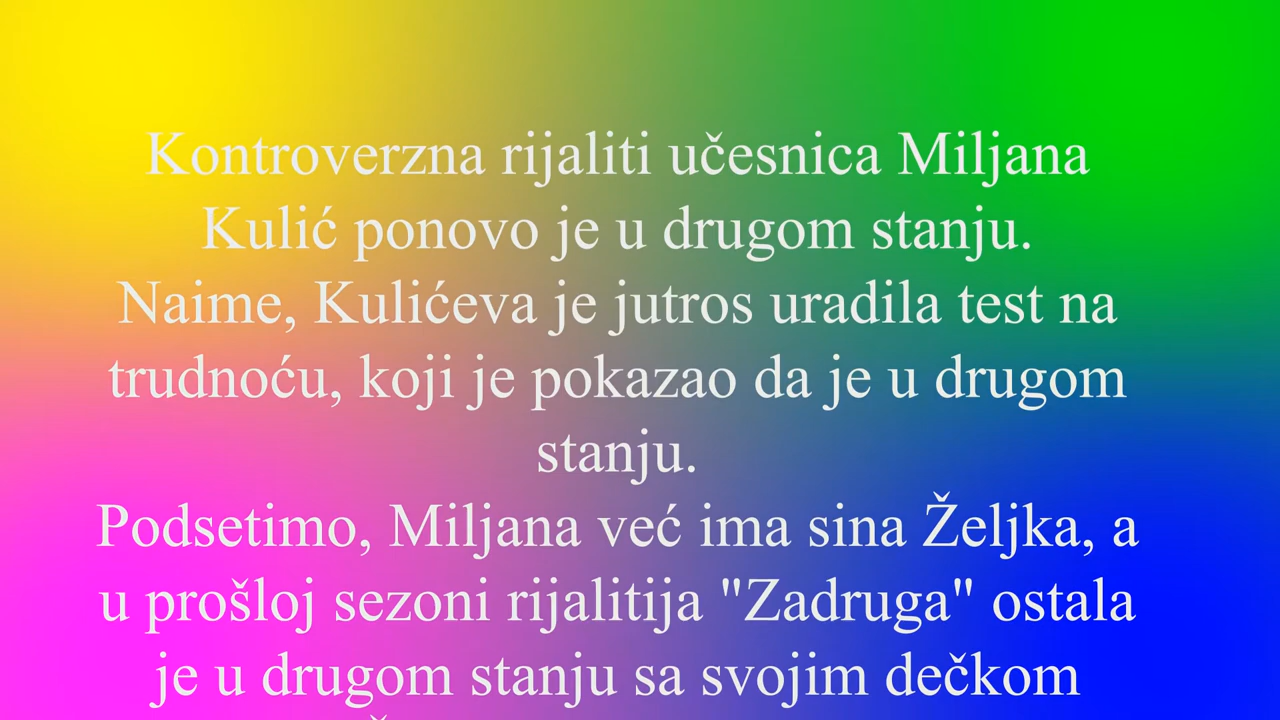 Kontroverzna rijaliti učesnica Miljana
Kulić ponovo je u drugom stanju.
Naime, Kulićeva je jutros uradila test na
trudnoću, koji je pokazao da je u drugom
stanju.
Podsetimo, Miljana već ima sina Željka, a
u prošloj sezoni rijalitija "Zadruga" ostala
je u drugom stanju sa svojim dečkom